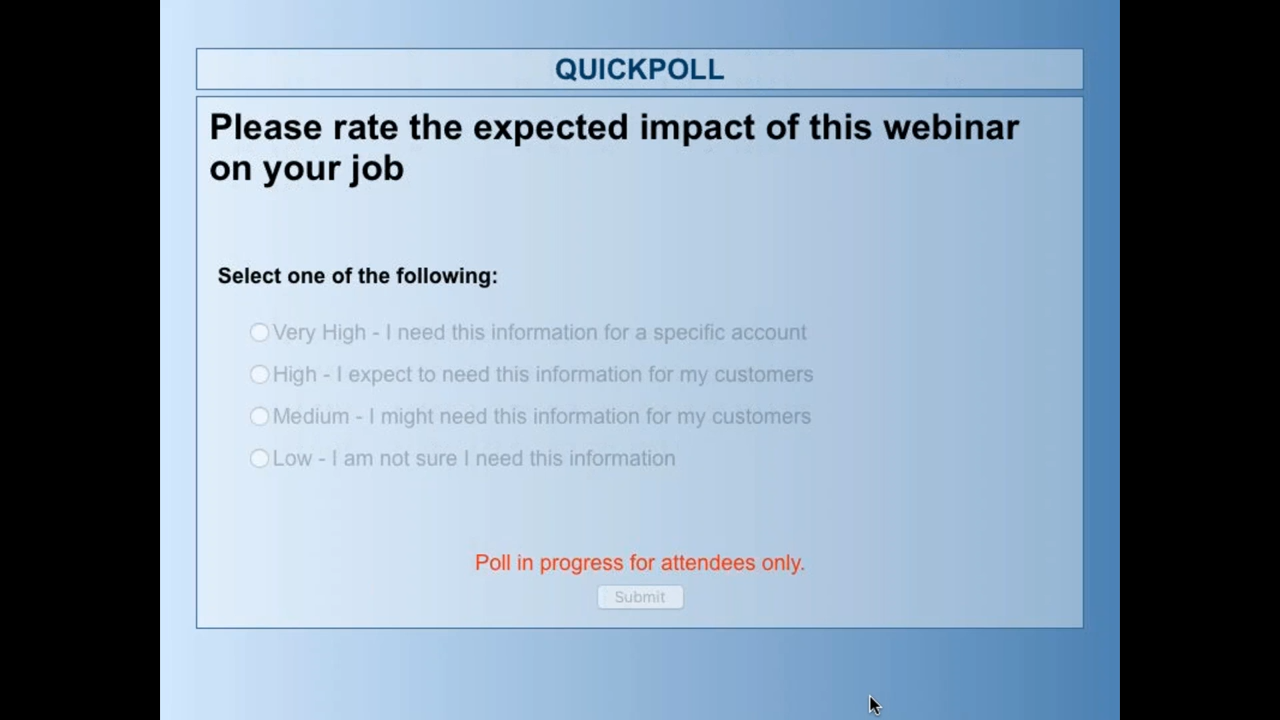 QUICKPOLL
Please rate the expected impact of this webinar
on your job
Select one of the following:
Very High - I need this information for a specific account
High - I expect to need this information for my customers
Medium - I might need this information for my customers
Low - I am not sure I need this information
Poll in progress for attendees only.
Submit